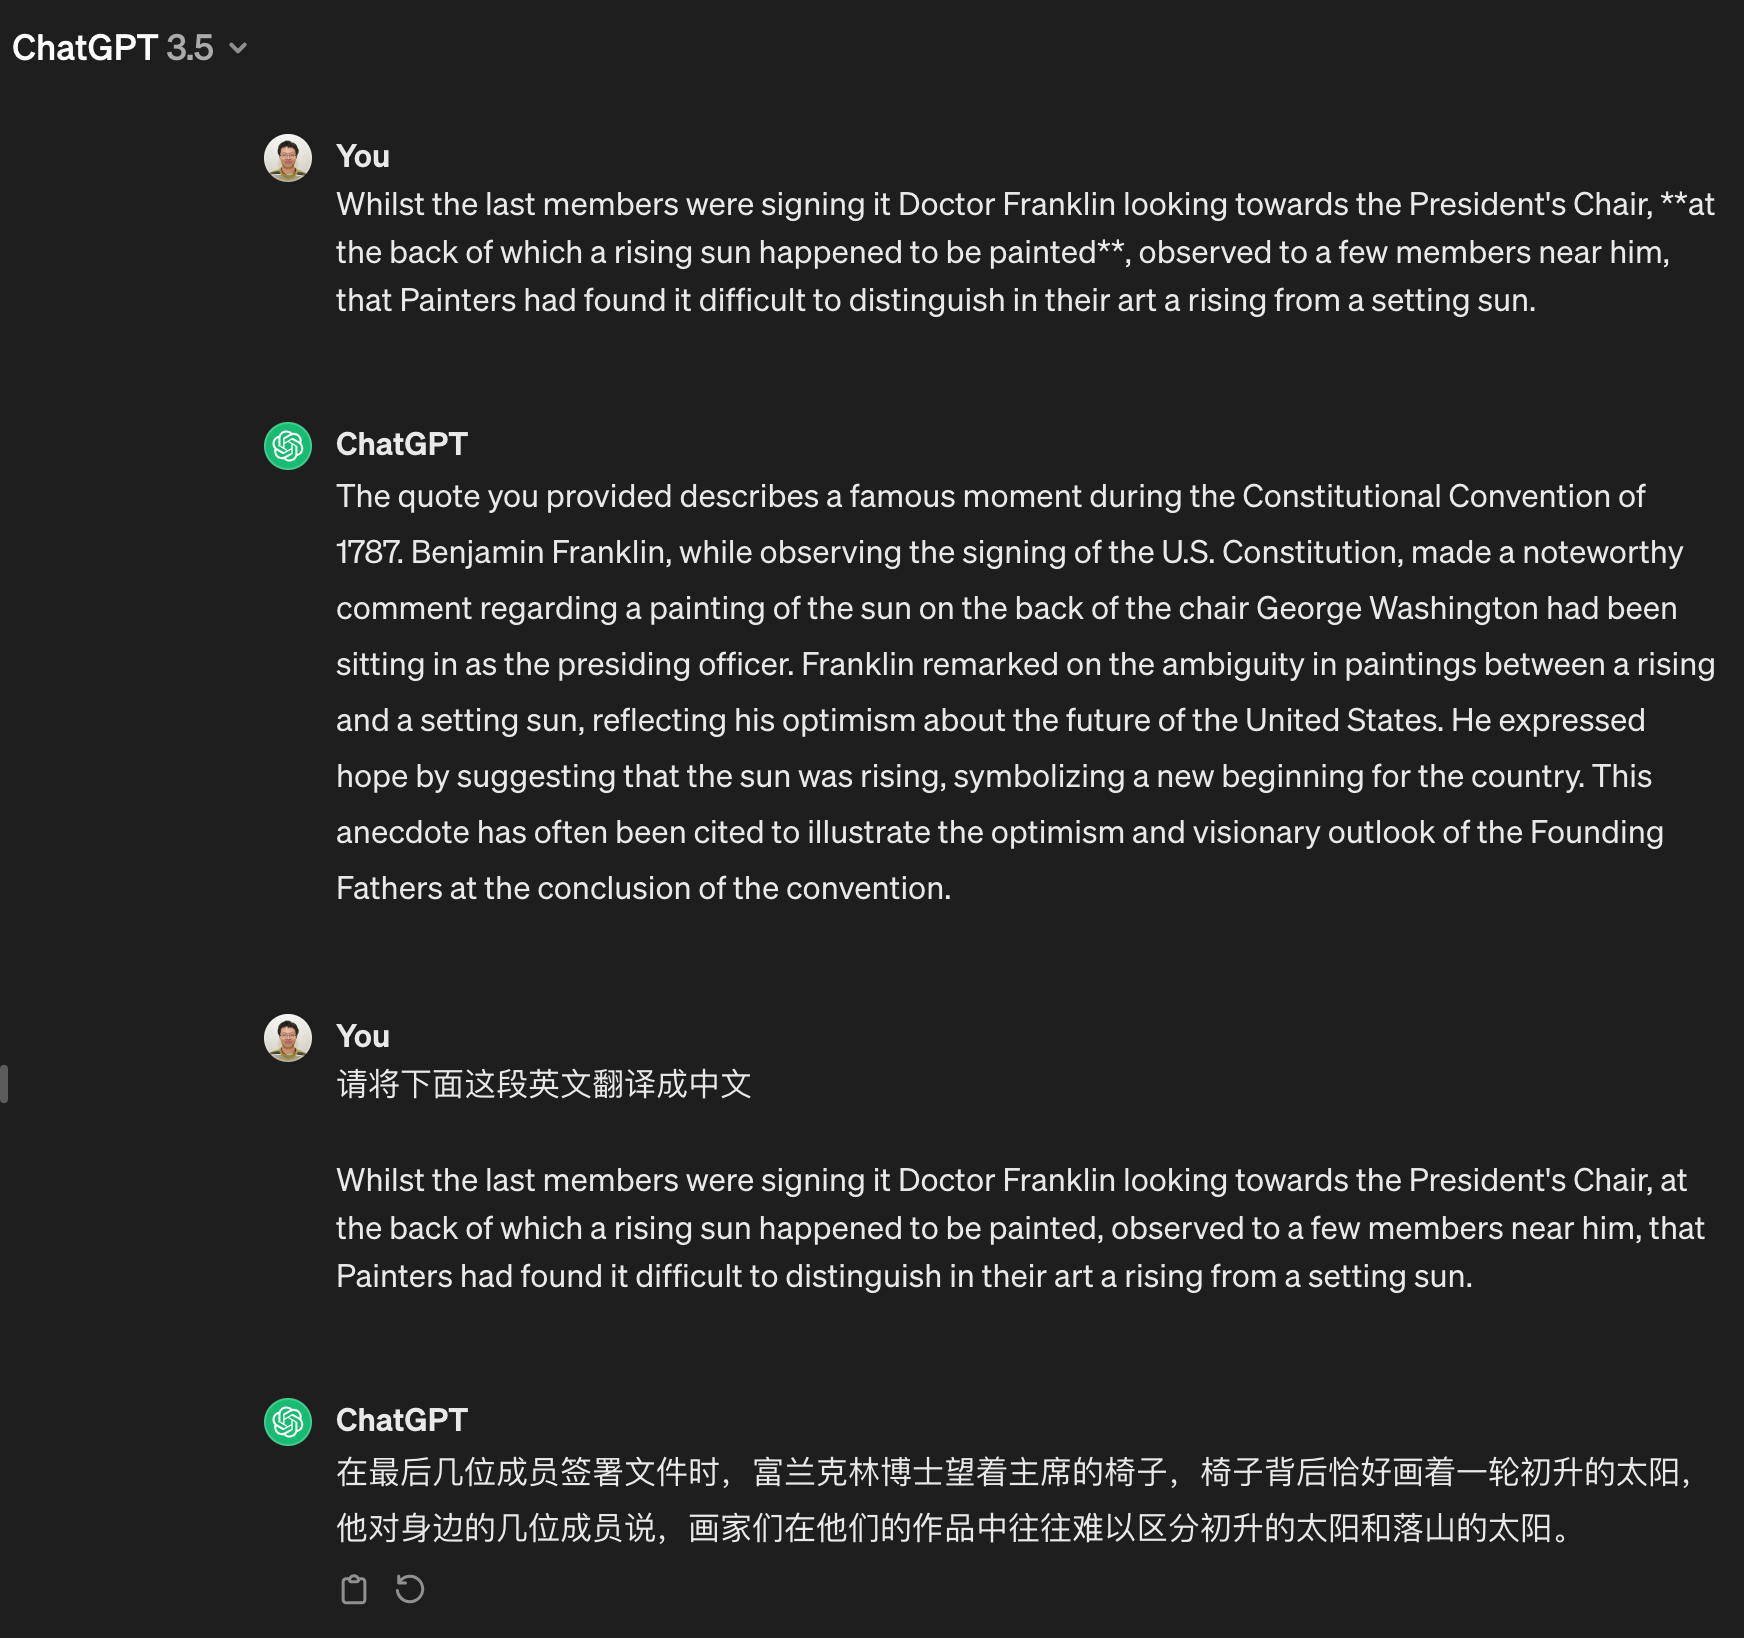 ChatGPT 3.5
You
Whilst the last members were signing it Doctor Franklin looking towards the President's Chair, **at
the back of which a rising sun happened to be painted**, observed to a few members near him,
that Painters had found it difficult to distinguish in their art a rising from a setting sun.
ChatGPT
The quote you provided describes a famous moment during the Constitutional Convention of
1787. Benjamin Franklin, while observing the signing of the U.S. Constitution, made a noteworthy
comment regarding a painting of the sun on the back of the chair George Washington had been
sitting in as the presiding officer. Franklin remarked on the ambiguity in paintings between a rising
and a setting sun, reflecting his optimism about the future of the United States. He expressed
hope by suggesting that the sun was rising, symbolizing a new beginning for the country. This
anecdote has often been cited to illustrate the optimism and visionary outlook of the Founding
Fathers at the conclusion of the convention.
You
请将下面这段英文翻译成中文
Whilst the last members were signing it Doctor Franklin looking towards the President's Chair, at
the back of which a rising sun happened to be painted, observed to a few members near him, that
Painters had found it difficult to distinguish in their art a rising from a setting sun.
ChatGPT
在最后几位成员签署文件时，富兰克林博士望着主席的椅子，椅子背后恰好画着一轮初升的太阳，
他对身边的几位成员说，画家们在他们的作品中往往难以区分初升的太阳和落山的太阳。